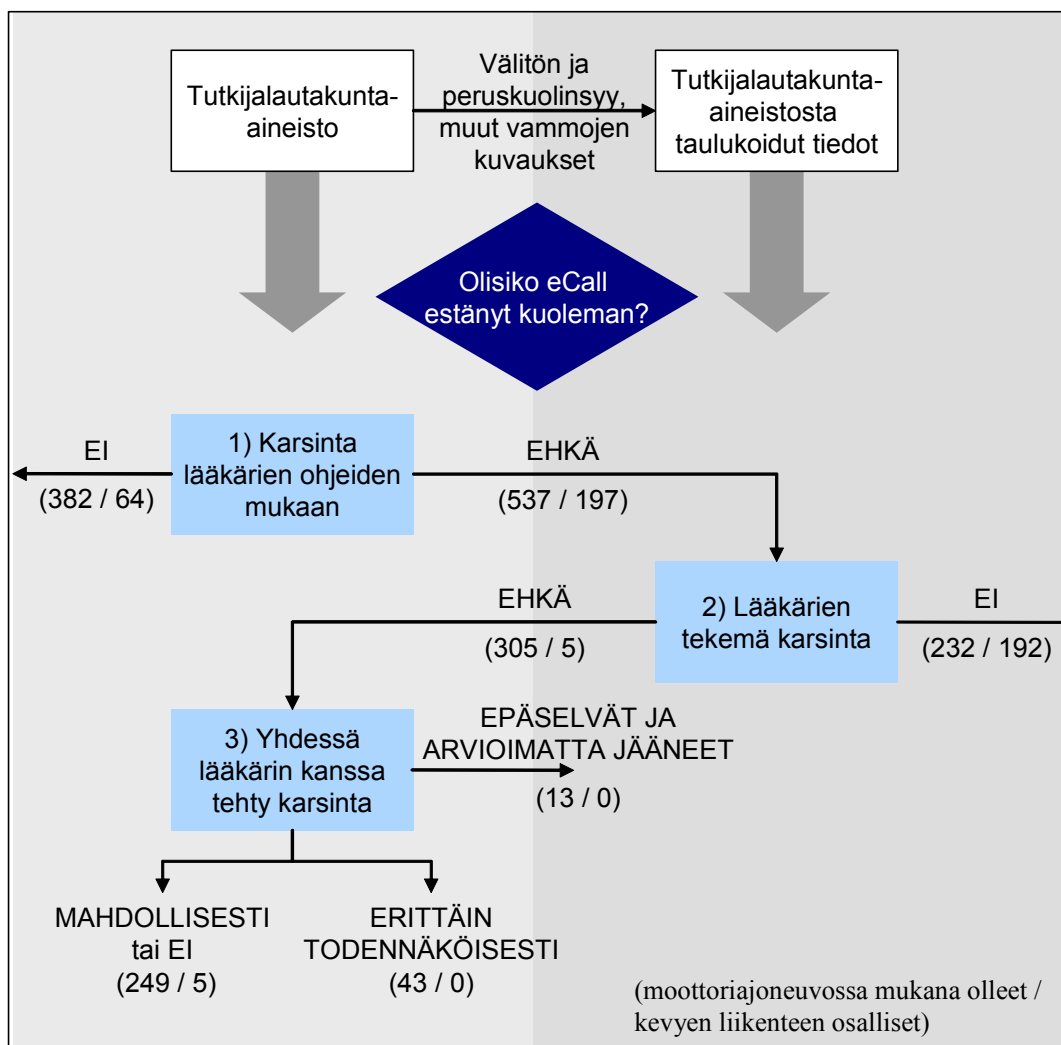 Tutkijalautakunta-
aineisto
Välitön ja
peruskuolinsyy,
muut vammojen
kuvaukset
Tutkijalautakunta-
aineistosta
taulukoidut tiedot
Olisiko eCall
estänyt kuoleman?
EI
(382 / 64)
1) Karsinta
lääkärien ohjeiden
mukaan
EHKÄ
(537 / 197)
EHKÄ
(305 / 5)
2) Lääkärien
tekemä karsinta
EI
(232 / 192)
3) Yhdessä
lääkärin kanssa
tehty karsinta
EPÄSELVÄT JA
ARVIOIMATTA JÄÄNEET
(13 / 0)
MAHDOLLISESTI
tai EI
(249 / 5)
ERITTÄIN
TODENNÄKÖISESTI
(43 / 0)
(moottoriajoneuvossa mukana olleet /
kevyen liikenteen osalliset)